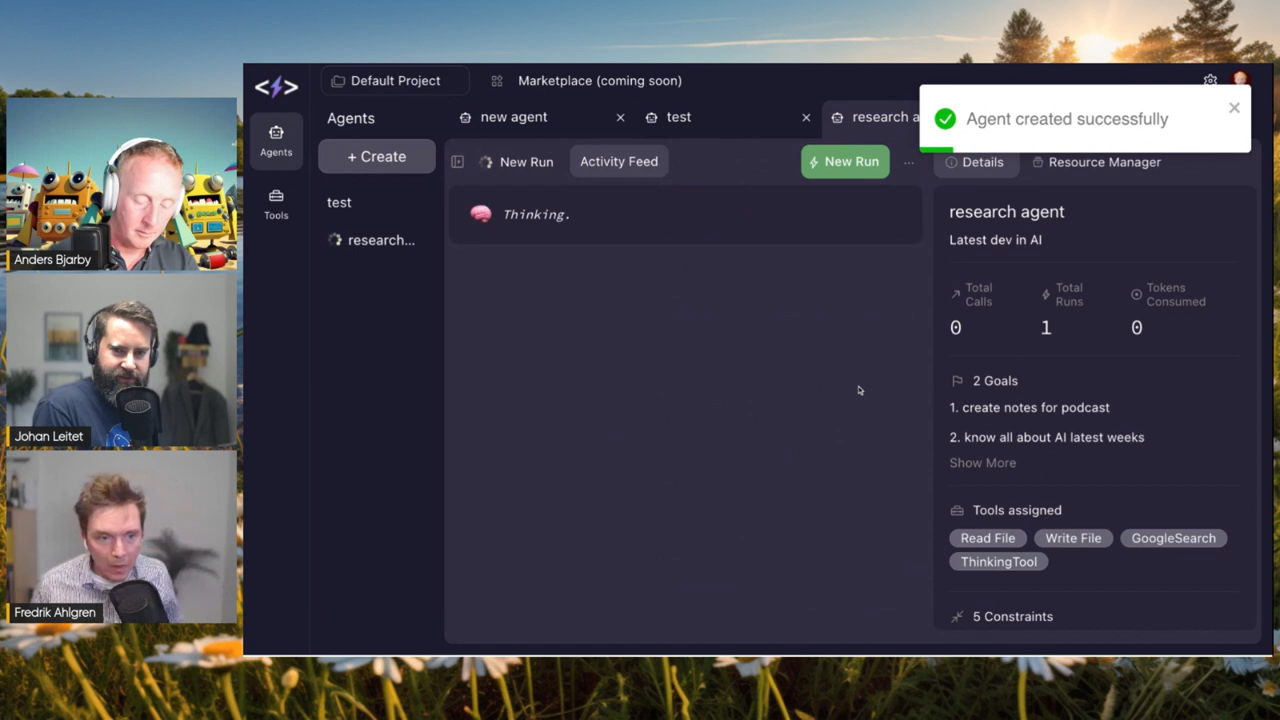 Default Project
Marketplace (coming soon)
Agents
Tools
Agents
+ Create
test
research...
new agent
test
research a
Agent created successfully
New Run
Activity Feed
New Run
...
Thinking.
Details
Resource Manager
research agent
Latest dev in AI
Total Calls
Total Runs
Tokens Consumed
0
1
0
2 Goals
1. create notes for podcast
2. know all about AI latest weeks
Show More
Tools assigned
Read File
Write File
GoogleSearch
ThinkingTool
5 Constraints
Anders Bjarby
Johan Leitet
Fredrik Ahlgren